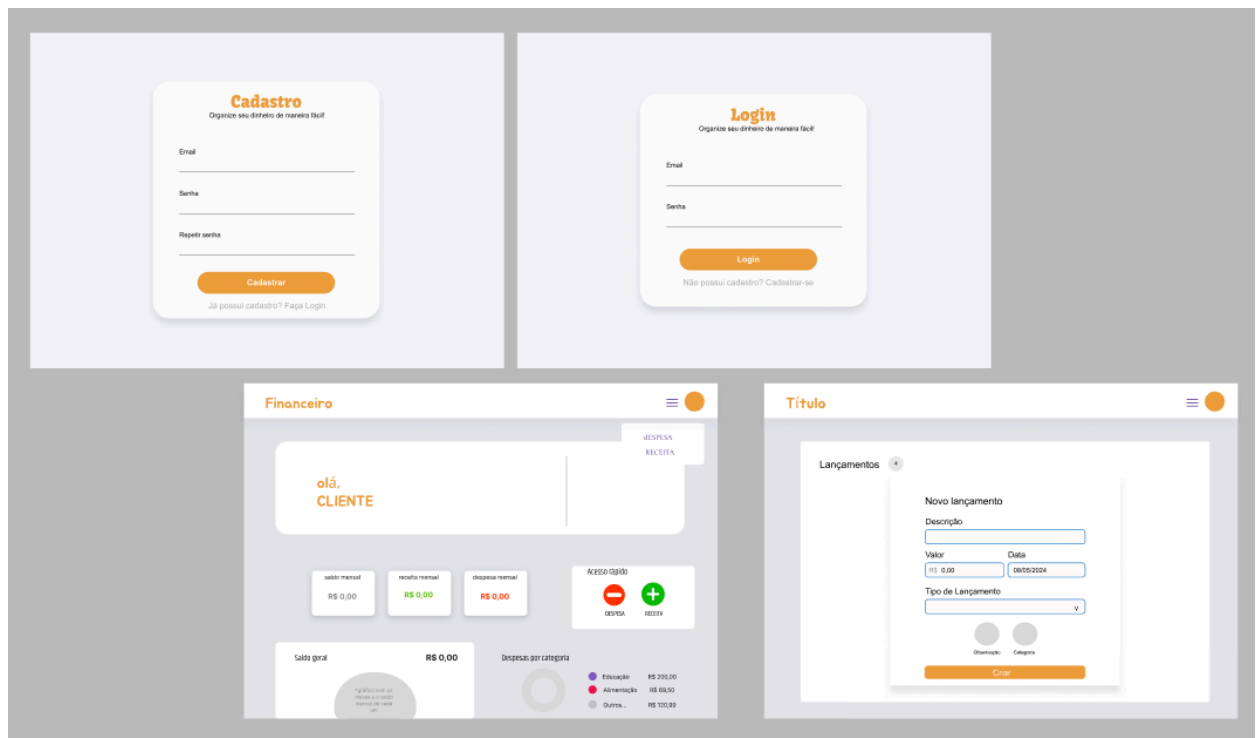 Cadastro
Organize seu dinheiro de maneira fácil!
Email
Senha
Repetir senha
Cadastrar
Já possui cadastro? Faça Login
Login
Organize seu dinheiro de maneira fácil!
Email
Senha
Login
Não possui cadastro? Cadastrar-se
Financeiro
dESPESA
RECEITA
olá,
CLIENTE
saldo mensal
R$ 0,00
receita mensal
R$ 0,00
despesa mensal
R$ 0,00
Acesso rápido
DESPESA
RECEITA
Saldo geral
R$ 0,00
Despesas por categoria
Educação R$ 200,00
Alimentação R$ 69,50
Outros... R$ 120,99
Título
Lançamentos
Novo lançamento
Descrição
Valor
Data
R$ 0,00
08/05/2024
Tipo de Lançamento
v
Observação
Categoria
Criar